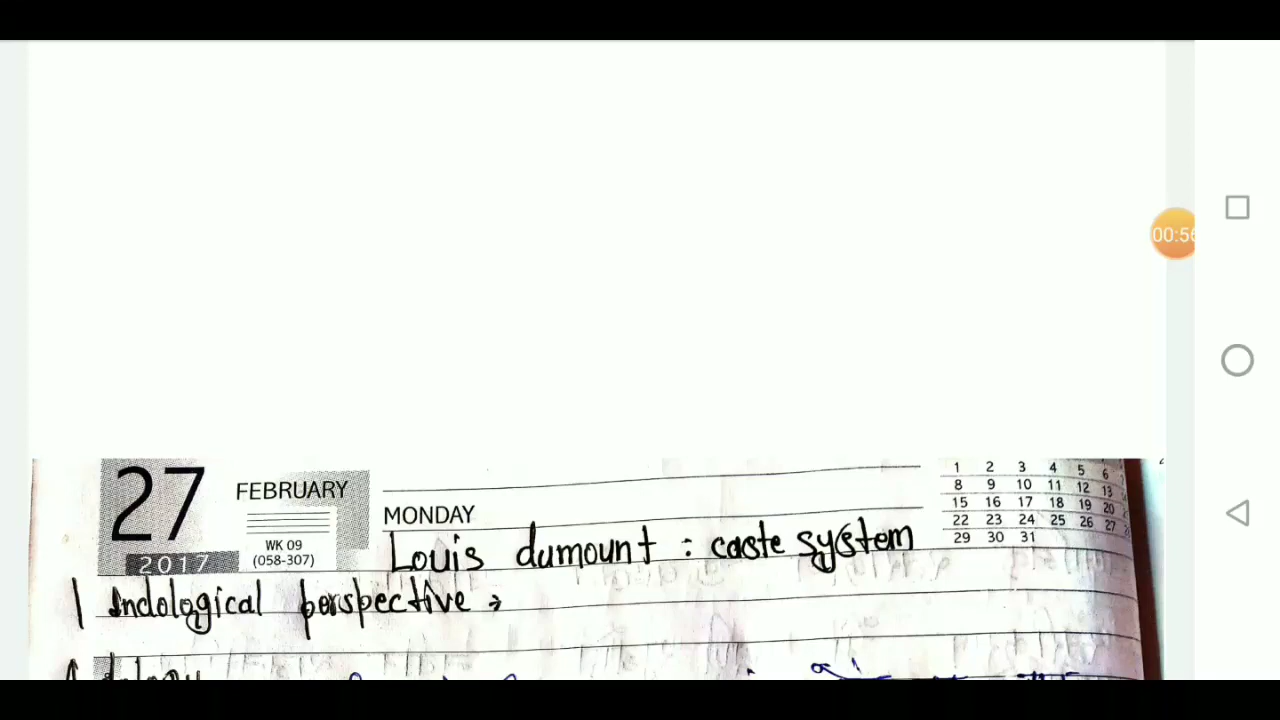 00:56
27
FEBRUARY
MONDAY
WK 09
(058-307)
2017
1 2 3 4 5 6
8 9 10 11 12 13
15 16 17 18 19 20
22 23 24 25 26 27
29 30 31
Louis dumount : caste system
1 Indological perspective →